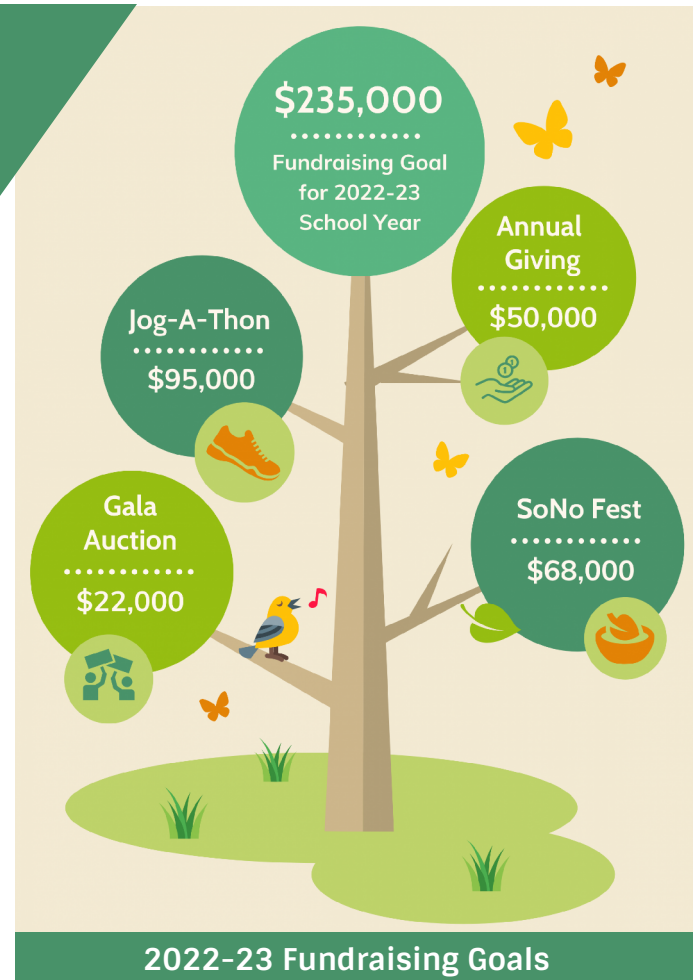 $235,000
Fundraising Goal
for 2022-23
School Year
Annual
Giving
$50,000
Jog-A-Thon
$95,000
Gala
Auction
$22,000
SoNo Fest
$68,000
2022-23 Fundraising Goals